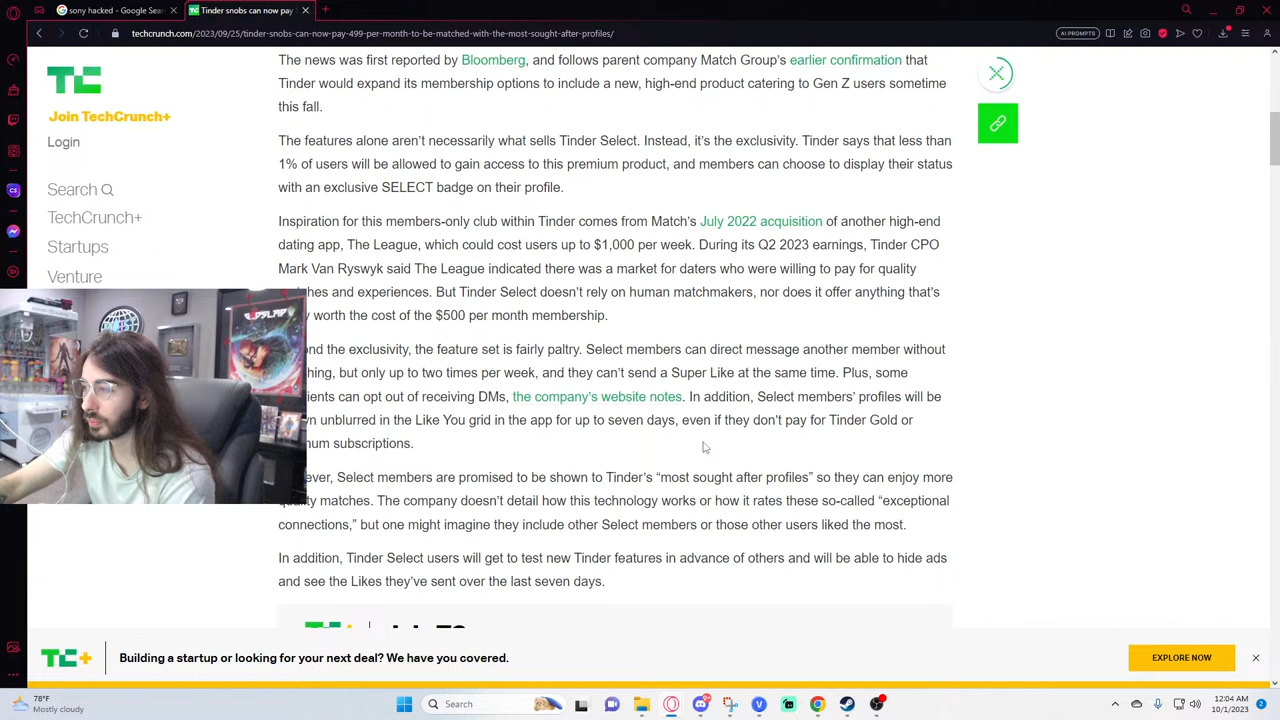 sony hacked - Google Sear
Tinder snobs can now pay
techcrunch.com/2023/09/25/tinder-snobs-can-now-pay-499-per-month-to-be-matched-with-the-most-sought-after-profiles/
AI PROMPTS
The news was first reported by Bloomberg, and follows parent company Match Group's earlier confirmation that
Tinder would expand its membership options to include a new, high-end product catering to Gen Z users sometime
this fall.
Join TechCrunch+
Login
Search
TechCrunch+
Startups
Venture
The features alone aren't necessarily what sells Tinder Select. Instead, it's the exclusivity. Tinder says that less than
1% of users will be allowed to gain access to this premium product, and members can choose to display their status
with an exclusive SELECT badge on their profile.
Inspiration for this members-only club within Tinder comes from Match's July 2022 acquisition of another high-end
dating app, The League, which could cost users up to $1,000 per week. During its Q2 2023 earnings, Tinder CPO
Mark Van Ryswyk said The League indicated there was a market for daters who were willing to pay for quality
ches and experiences. But Tinder Select doesn't rely on human matchmakers, nor does it offer anything that's
worth the cost of the $500 per month membership.
nd the exclusivity, the feature set is fairly paltry. Select members can direct message another member without
hing, but only up to two times per week, and they can't send a Super Like at the same time. Plus, some
ients can opt out of receiving DMs, the company's website notes. In addition, Select members' profiles will be
n unblurred in the Like You grid in the app for up to seven days, even if they don't pay for Tinder Gold or
num subscriptions.
ever, Select members are promised to be shown to Tinder's "most sought after profiles" so they can enjoy more
quality matches. The company doesn't detail how this technology works or how it rates these so-called "exceptional
connections," but one might imagine they include other Select members or those other users liked the most.
In addition, Tinder Select users will get to test new Tinder features in advance of others and will be able to hide ads
and see the Likes they've sent over the last seven days.
Building a startup or looking for your next deal? We have you covered.
EXPLORE NOW
78°F
Mostly cloudy
Search
12:04 AM
10/1/2023